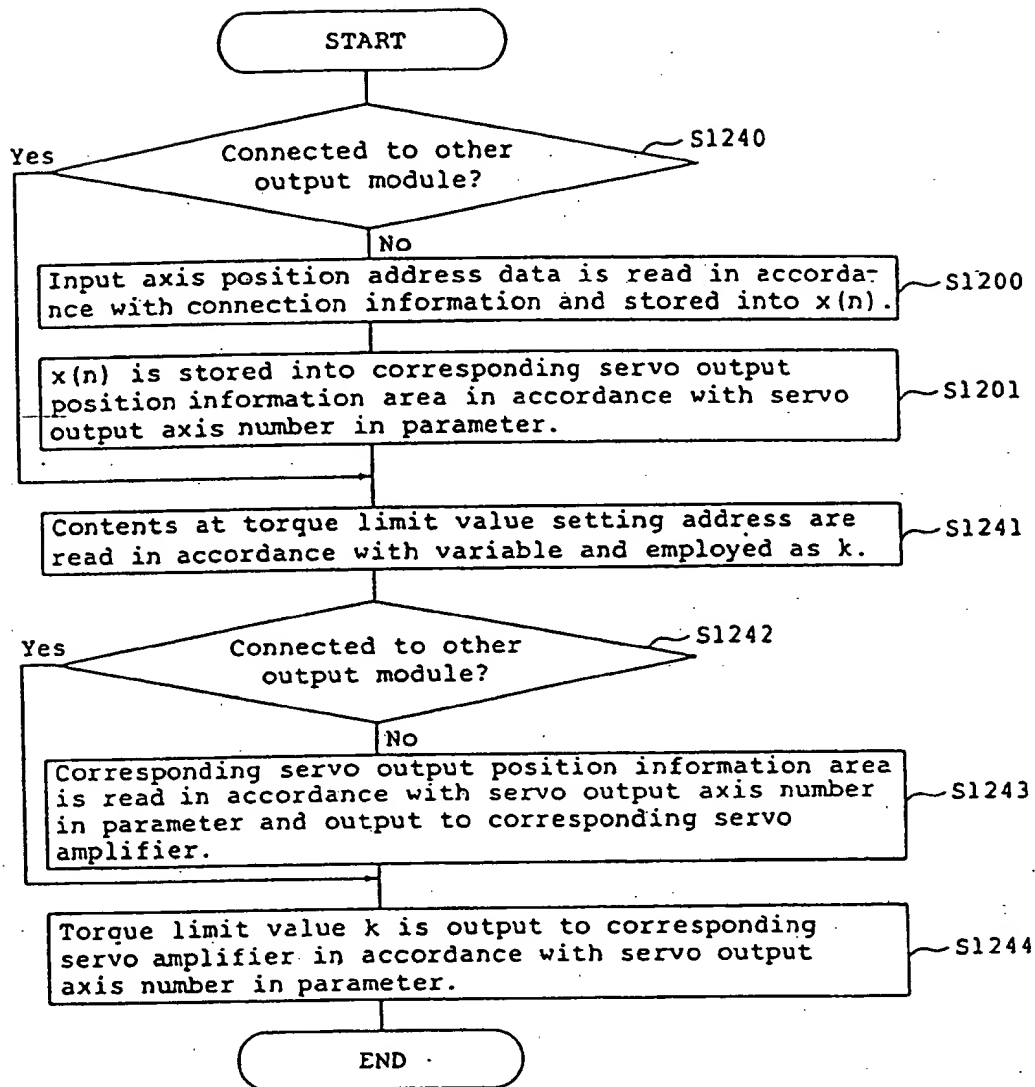 START
S1240
Yes
Connected to other
output module?
No
Input axis position address data is read in accorda-
nce with connection information and stored into x(n).
S1200
x(n) is stored into corresponding servo output
position information area in accordance with servo
output axis number in parameter.
S1201
Contents at torque limit value setting address are
read in accordance with variable and employed as k.
S1241
S1242
Yes
Connected to other
output module?
No
Corresponding servo output position information area
is read in accordance with servo output axis number
in parameter and output to corresponding servo
amplifier.
S1243
Torque limit value k is output to corresponding
servo amplifier in accordance with servo output
axis number in parameter.
S1244
END